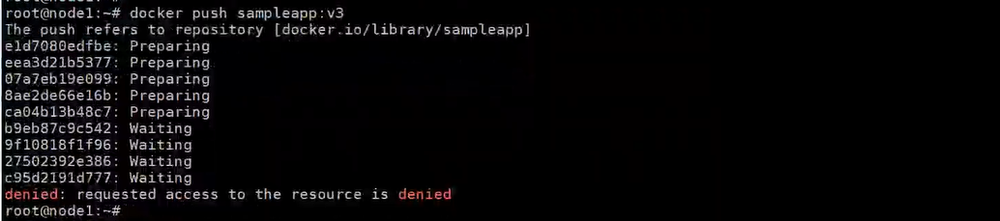 root@node1:~# docker push sampleapp:v3
The push refers to repository [docker.io/library/sampleapp]
e1d7080edfbe: Preparing
eea3d21b5377: Preparing
07a7eb19e099: Preparing
8ae2de66e16b: Preparing
ca04b13b48c7: Preparing
b9eb87c9c542: Waiting
9f10818f1f96: Waiting
27502392e386: Waiting
c95d2191d777: Waiting
denied: requested access to the resource is denied
root@node1:~#